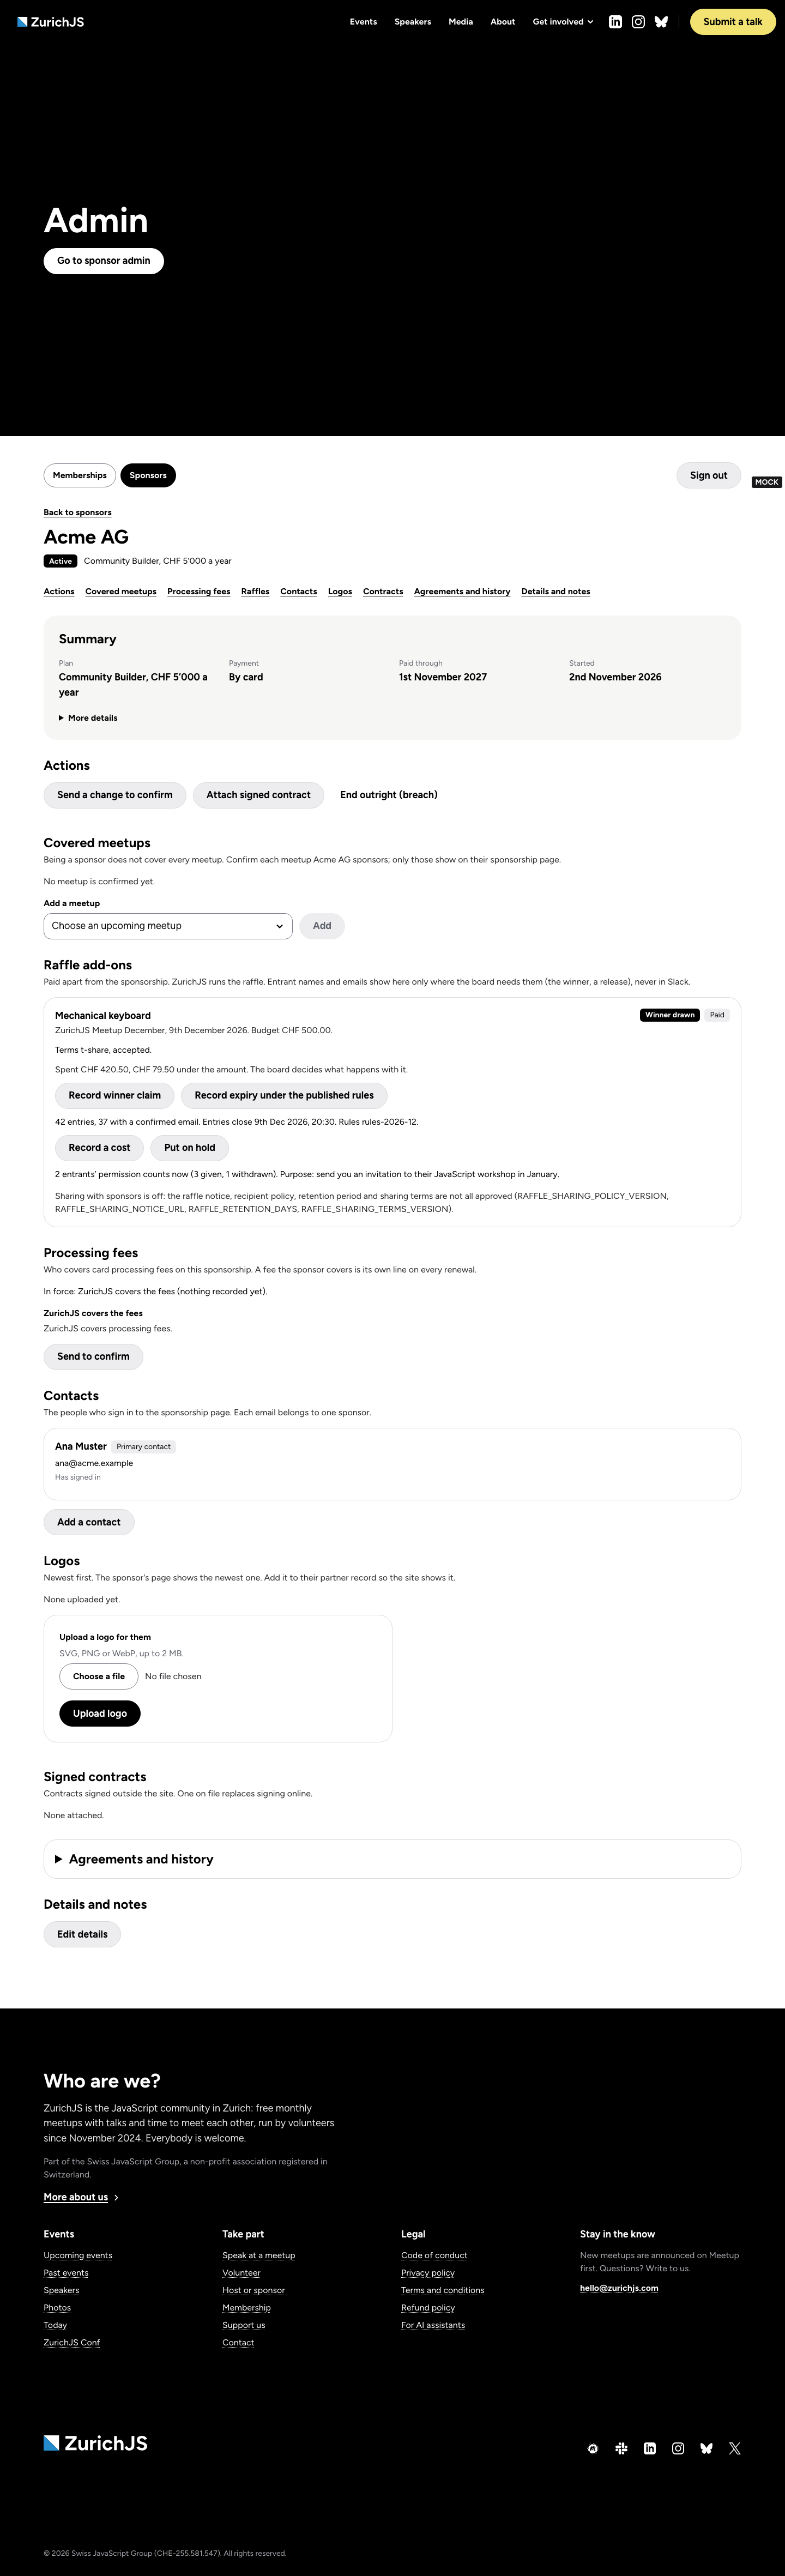 ZurichJS
Events
Speakers
Media
About
Get involved
Submit a talk
Admin
Go to sponsor admin
Memberships
Sponsors
Sign out
MOCK
Back to sponsors
Acme AG
Active
Community Builder, CHF 5'000 a year
Actions
Covered meetups
Processing fees
Raffles
Contacts
Logos
Contracts
Agreements and history
Details and notes
Summary
Plan
Community Builder, CHF 5'000 a
year
Payment
By card
Paid through
1st November 2027
Started
2nd November 2026
More details
Actions
Send a change to confirm
Attach signed contract
End outright (breach)
Covered meetups
Being a sponsor does not cover every meetup. Confirm each meetup Acme AG sponsors; only those show on their sponsorship page.
No meetup is confirmed yet.
Add a meetup
Choose an upcoming meetup
Add
Raffle add-ons
Paid apart from the sponsorship. ZurichJS runs the raffle. Entrant names and emails show here only where the board needs them (the winner, a release), never in Slack.
Mechanical keyboard
Winner drawn
Paid
ZurichJS Meetup December, 9th December 2026. Budget CHF 500.00.
Terms t-share, accepted.
Spent CHF 420.50, CHF 79.50 under the amount. The board decides what happens with it.
Record winner claim
Record expiry under the published rules
42 entries, 37 with a confirmed email. Entries close 9th Dec 2026, 20:30. Rules rules-2026-12.
Record a cost
Put on hold
2 entrants' permission counts now (3 given, 1 withdrawn). Purpose: send you an invitation to their JavaScript workshop in January.
Sharing with sponsors is off: the raffle notice, recipient policy, retention period and sharing terms are not all approved (RAFFLE_SHARING_POLICY_VERSION,
RAFFLE_SHARING_NOTICE_URL, RAFFLE_RETENTION_DAYS, RAFFLE_SHARING_TERMS_VERSION).
Processing fees
Who covers card processing fees on this sponsorship. A fee the sponsor covers is its own line on every renewal.
In force: ZurichJS covers the fees (nothing recorded yet).
ZurichJS covers the fees
ZurichJS covers processing fees.
Send to confirm
Contacts
The people who sign in to the sponsorship page. Each email belongs to one sponsor.
Ana Muster
Primary contact
ana@acme.example
Has signed in
Add a contact
Logos
Newest first. The sponsor's page shows the newest one. Add it to their partner record so the site shows it.
None uploaded yet.
Upload a logo for them
SVG, PNG or WebP, up to 2 MB.
Choose a file
No file chosen
Upload logo
Signed contracts
Contracts signed outside the site. One on file replaces signing online.
None attached.
Agreements and history
Details and notes
Edit details
Who are we?
ZurichJS is the JavaScript community in Zurich: free monthly
meetups with talks and time to meet each other, run by volunteers
since November 2024. Everybody is welcome.
Part of the Swiss JavaScript Group, a non-profit association registered in
Switzerland.
More about us
Events
Upcoming events
Past events
Speakers
Photos
Today
ZurichJS Conf
Take part
Speak at a meetup
Volunteer
Host or sponsor
Membership
Support us
Contact
Legal
Code of conduct
Privacy policy
Terms and conditions
Refund policy
For AI assistants
Stay in the know
New meetups are announced on Meetup
first. Questions? Write to us.
hello@zurichjs.com
ZurichJS
© 2026 Swiss JavaScript Group (CHE-255.581.547). All rights reserved.